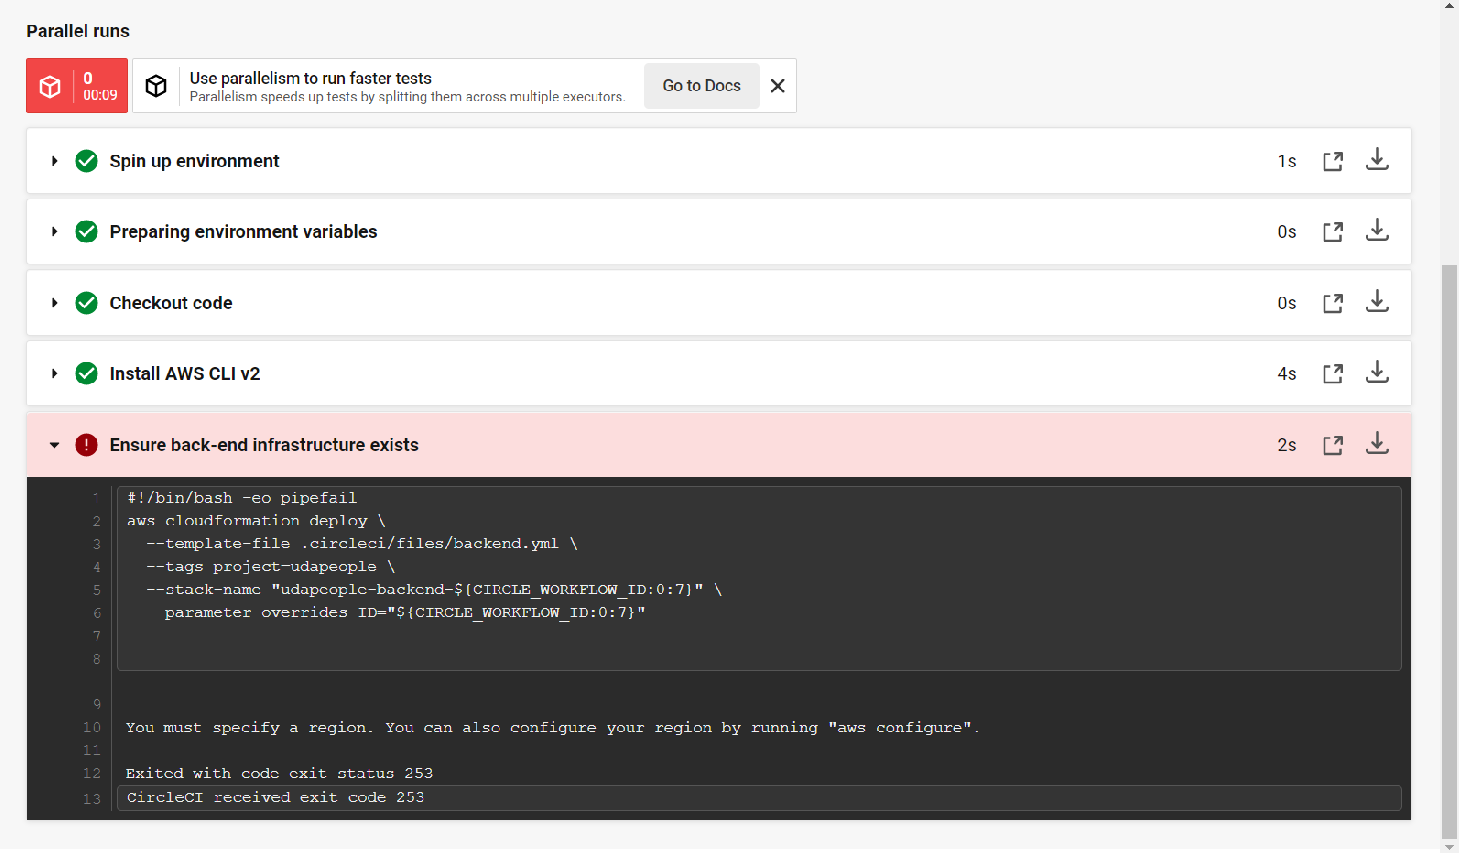 Parallel runs
0
00:09
Use parallelism to run faster tests
Parallelism speeds up tests by splitting them across multiple executors.
Go to Docs
Spin up environment
1s
Preparing environment variables
0s
Checkout code
0s
Install AWS CLI v2
4s
Ensure back-end infrastructure exists
2s
1 #!/bin/bash -eo pipefail
2 aws cloudformation deploy \
3 --template-file .circleci/files/backend.yml \
4 --tags project-udapeople \
5 --stack-name "udapeople-backend-${CIRCLE_WORKFLOW_ID:0:7}" \
6 parameter overrides ID="${CIRCLE_WORKFLOW_ID:0:7}"
7
8
9
10 You must specify a region. You can also configure your region by running "aws configure".
11
12 Exited with code exit status 253
13 CircleCI received exit code 253